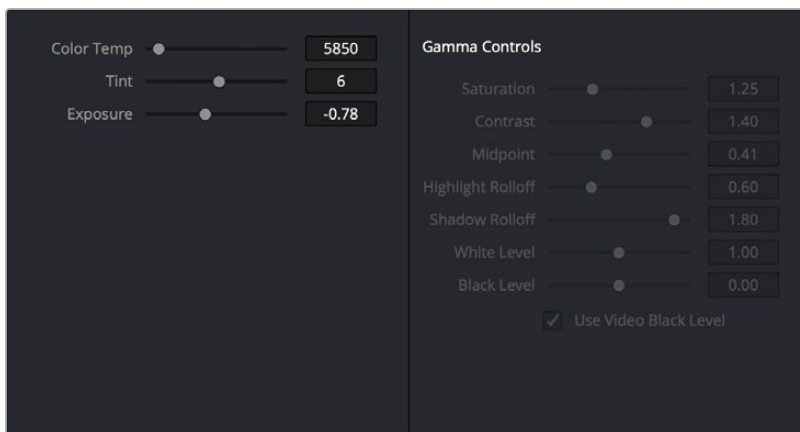 Color Temp 5850
Tint 6
Exposure -0.78
Gamma Controls
Saturation 1.25
Contrast 1.40
Midpoint 0.41
Highlight Rolloff 0.60
Shadow Rolloff 1.80
White Level 1.00
Black Level 0.00
Use Video Black Level